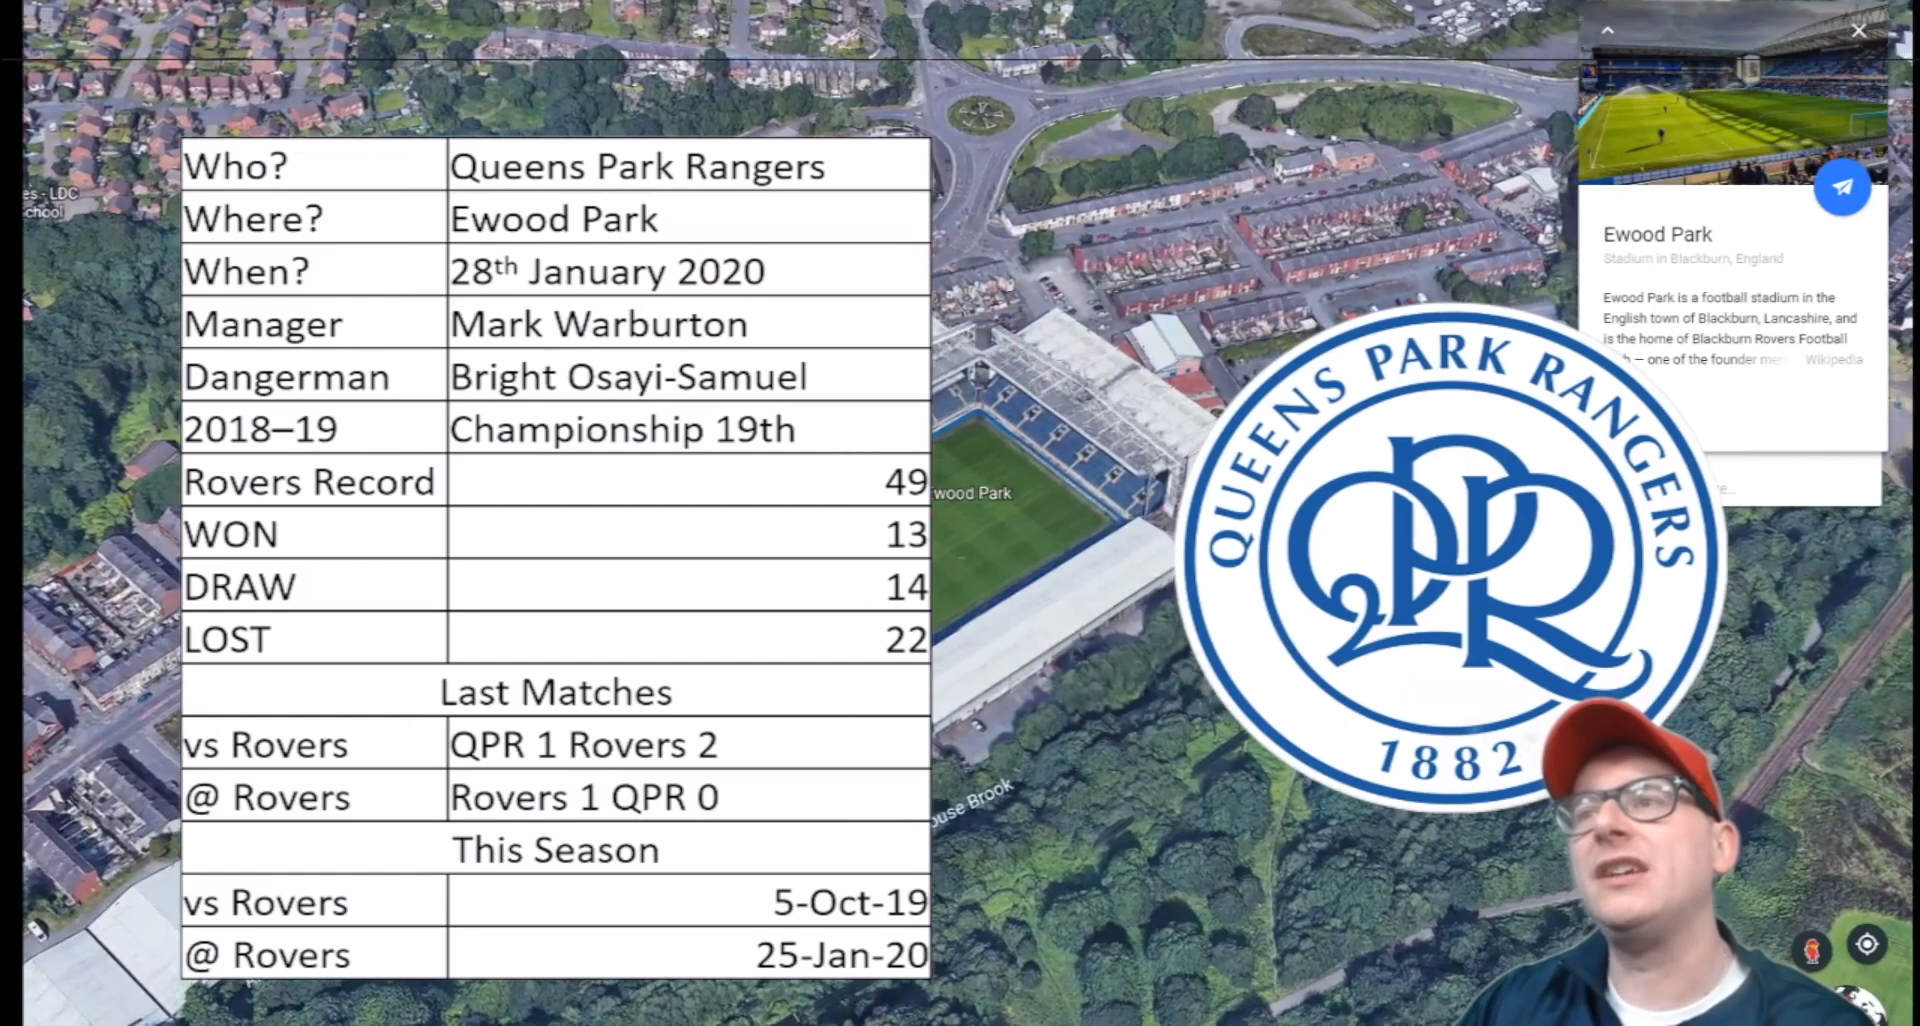 Who? Queens Park Rangers
Where? Ewood Park
When? 28th January 2020
Manager Mark Warburton
Dangerman Bright Osayi-Samuel
2018–19 Championship 19th
Rovers Record 49
WON 13
DRAW 14
LOST 22
Last Matches
vs Rovers QPR 1 Rovers 2
@ Rovers Rovers 1 QPR 0
This Season
vs Rovers 5-Oct-19
@ Rovers 25-Jan-20
es - LDC
chool
wood Park
ouse Brook
QUEENS PARK RANGERS
QPR
1882
Ewood Park
Stadium in Blackburn, England
Ewood Park is a football stadium in the
English town of Blackburn, Lancashire, and
is the home of Blackburn Rovers Football
— one of the founder Wikipedia